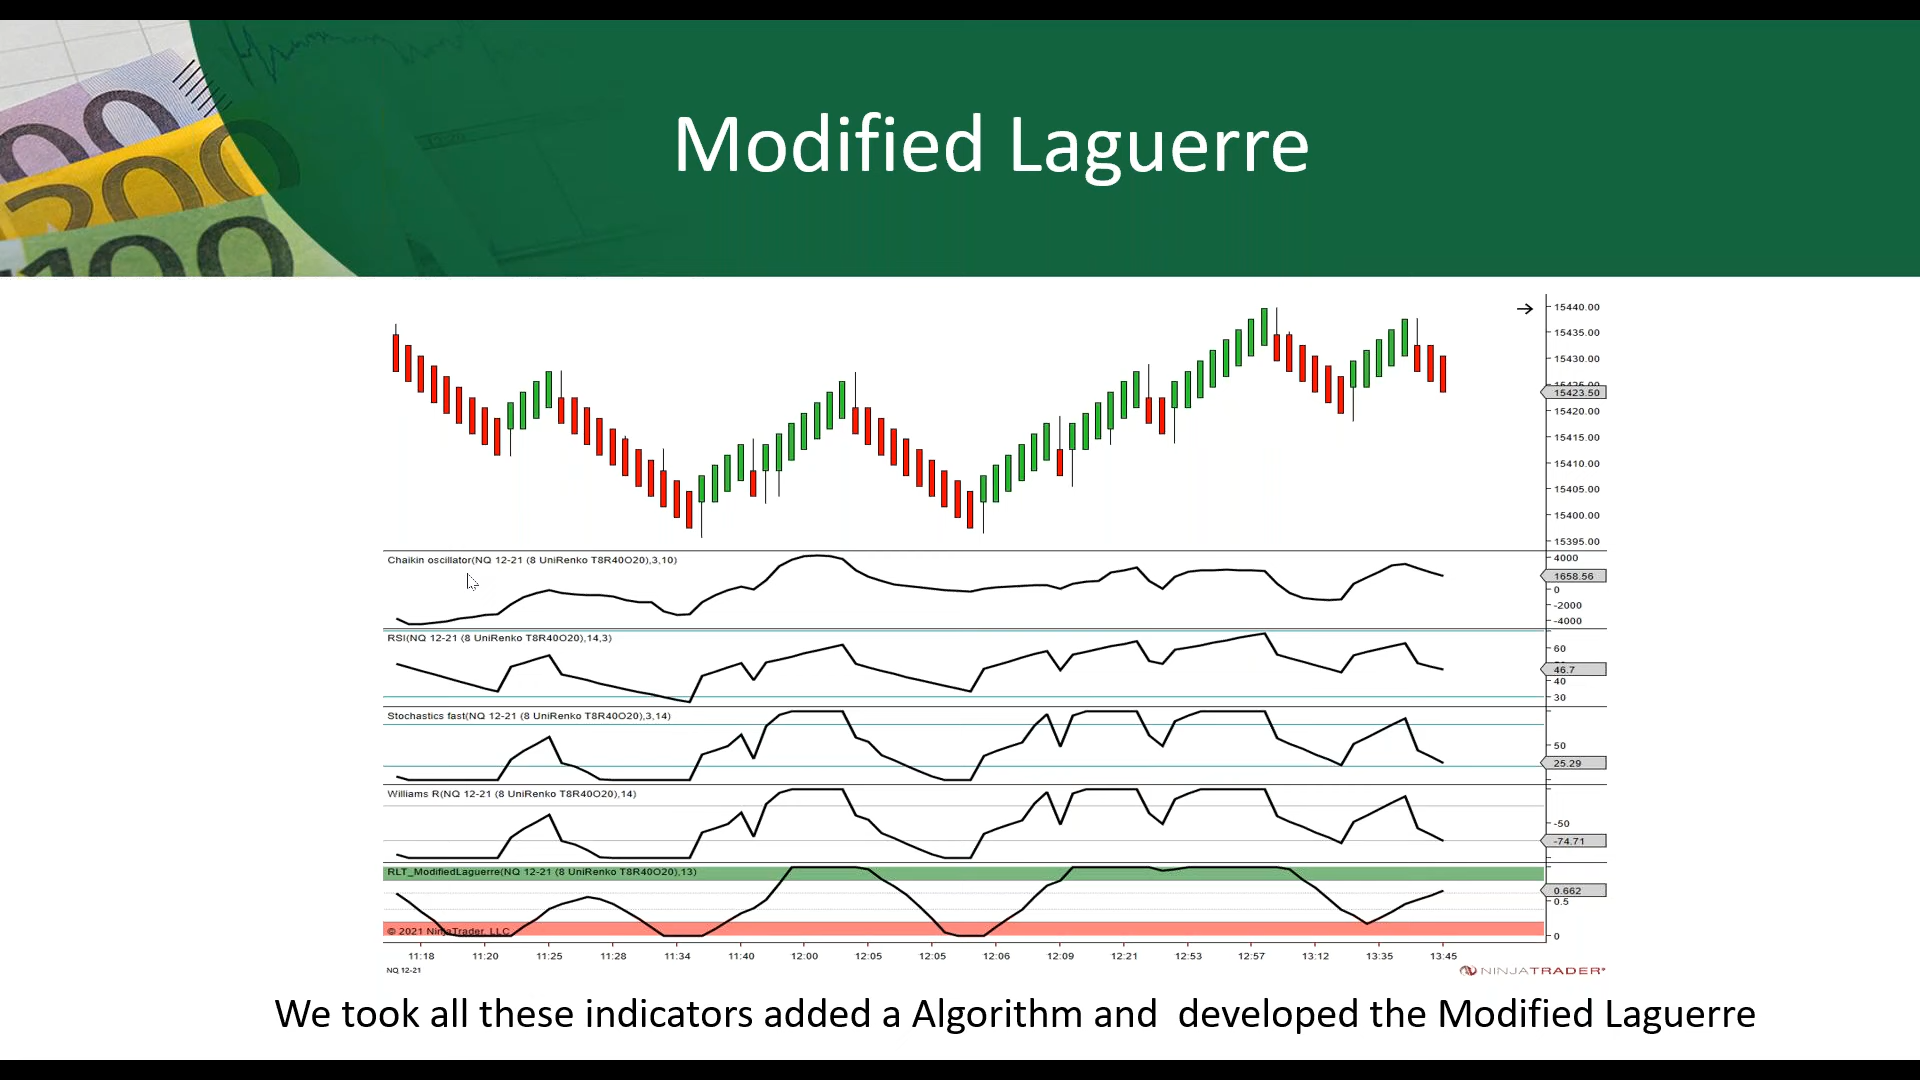 Modified Laguerre
00
200
100
15440.00
15435.00
15430.00
15425.00
15423.50
15420.00
15415.00
15410.00
15405.00
15400.00
15395.00
Chaikin oscillator(NQ 12-21 (8 UniRenko T8R40O20),3,10)
4000
1658.56
0
-2000
-4000
RSI(NQ 12-21 (8 UniRenko T8R40O20),14,3)
60
46.7
40
30
Stochastics fast(NQ 12-21 (8 UniRenko T8R40O20),3,14)
50
25.29
Williams R(NQ 12-21 (8 UniRenko T8R40O20),14)
-50
-74.71
RLT_ModifiedLaguerre(NQ 12-21 (8 UniRenko T8R40O20),13)
0.662
0.5
© 2021 NinjaTrader, LLC
0
11:18 11:20 11:25 11:28 11:34 11:40 12:00 12:05 12:05 12:06 12:09 12:21 12:53 12:57 13:12 13:35 13:45
NQ 12-21
NINJATRADER
We took all these indicators added a Algorithm and  developed the Modified Laguerre